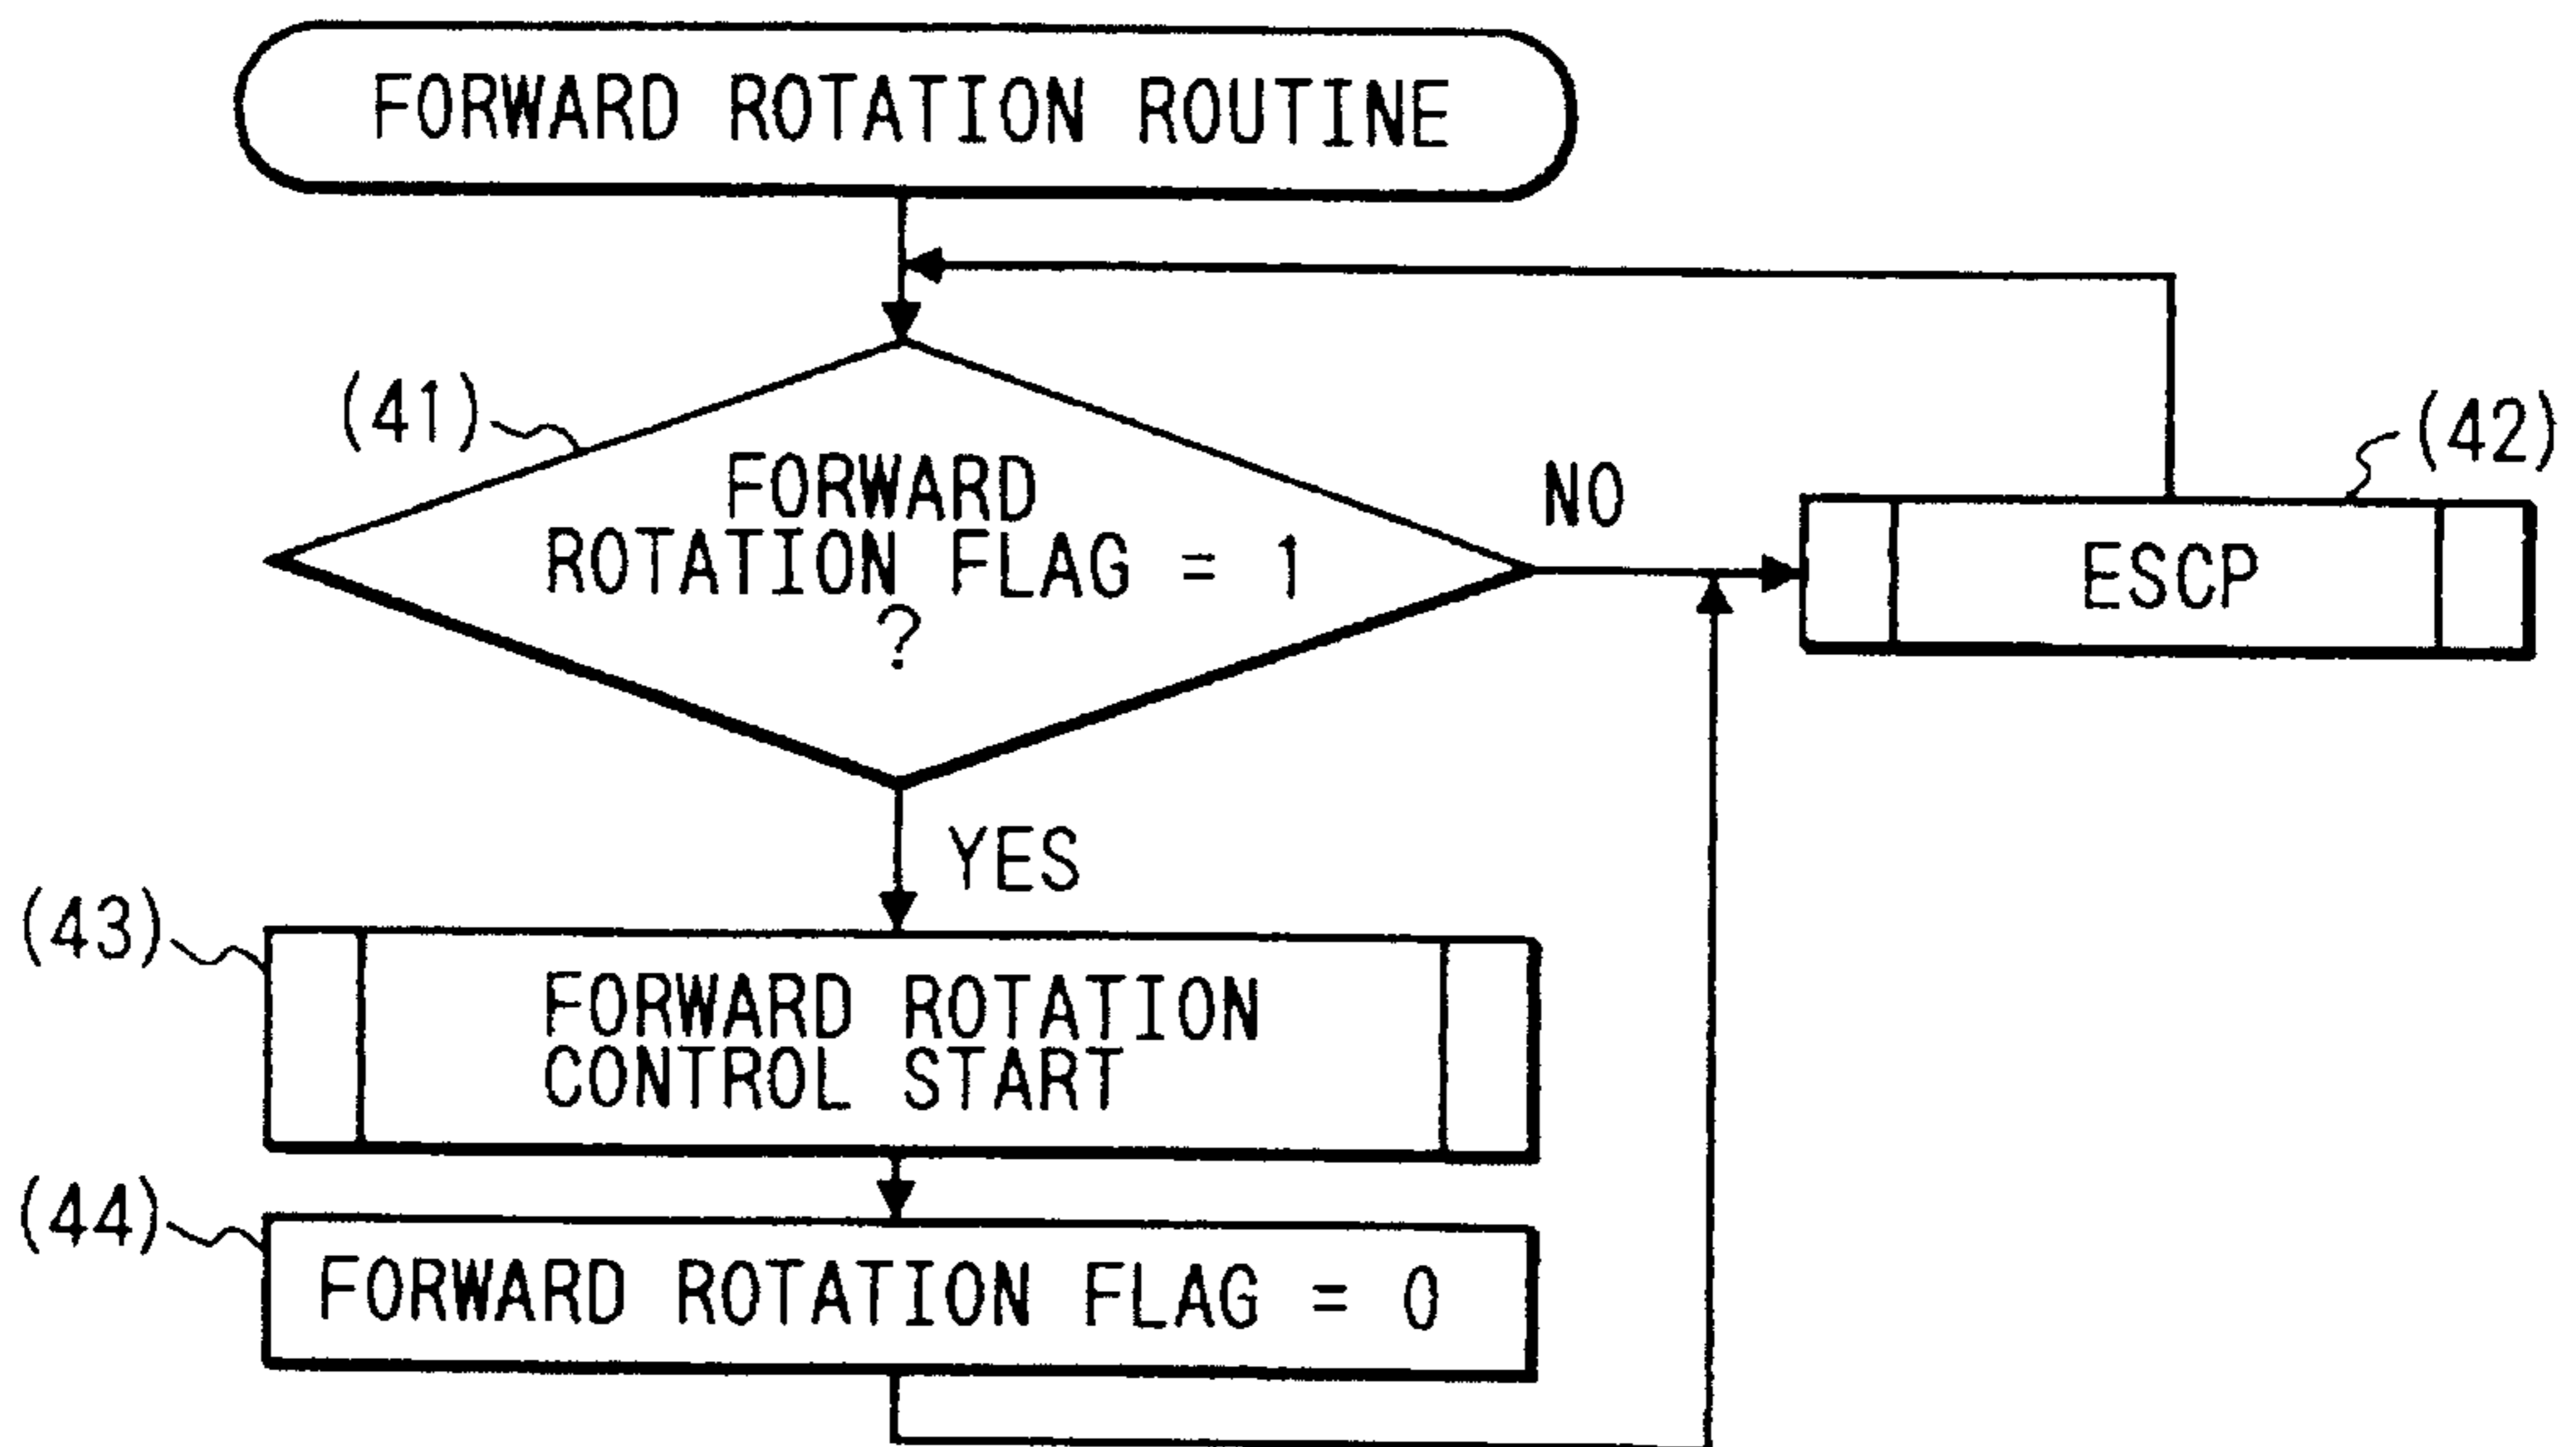 FORWARD ROTATION ROUTINE
(41)
FORWARD
ROTATION FLAG = 1
?
NO
(42)
ESCP
YES
(43)
FORWARD ROTATION
CONTROL START
(44)
FORWARD ROTATION FLAG = 0